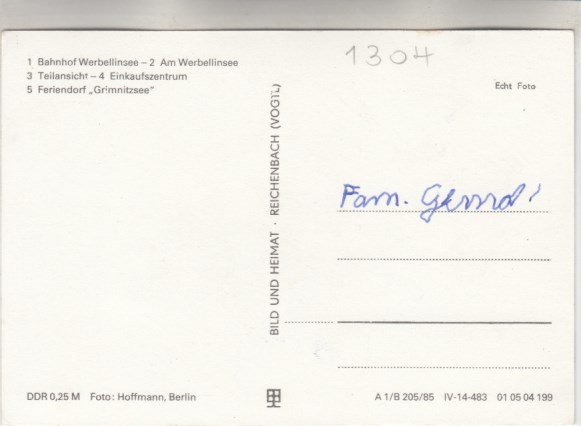 1304
1 Bahnhof Werbellinsee – 2 Am Werbellinsee
3 Teilansicht – 4 Einkaufszentrum
5 Feriendorf „Grimnitzsee"
Echt Foto
BILD UND HEIMAT · REICHENBACH (VOGTL)
Fam.
DDR 0,25 M Foto: Hoffmann, Berlin
A 1/B 205/85 IV-14-483 01 05 04 199